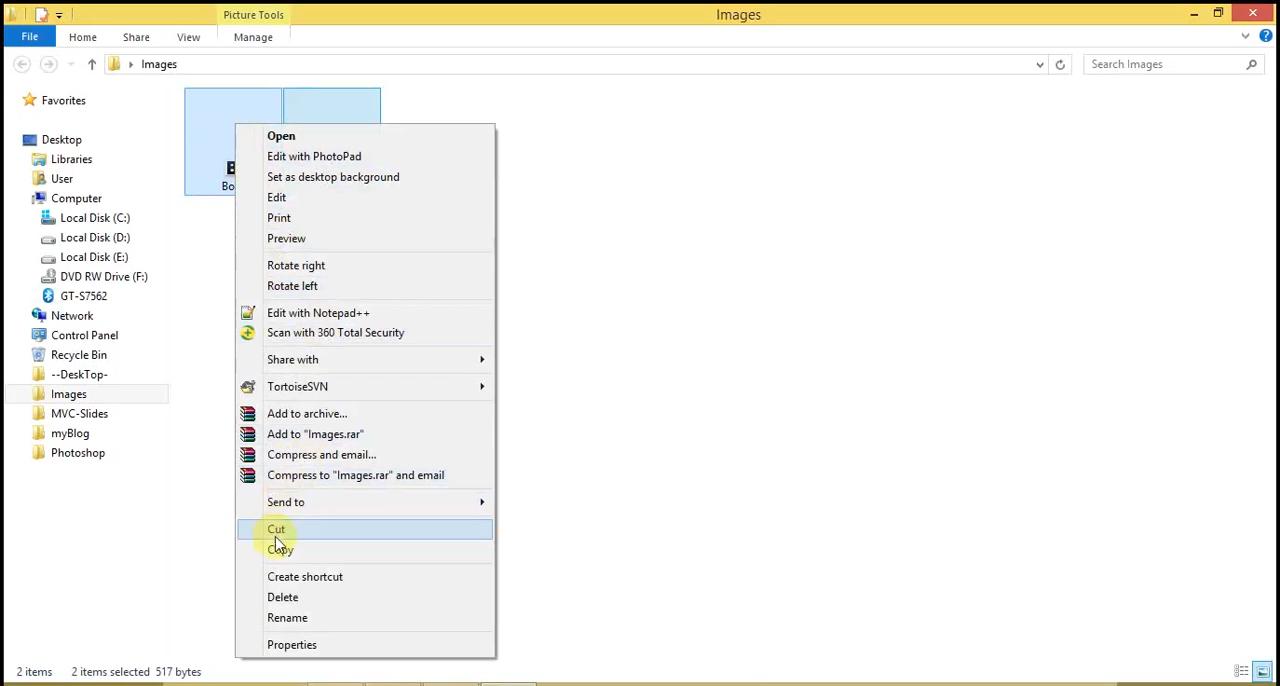 Picture Tools
Images
File
Home
Share
View
Manage
Images
Search Images
Favorites
Desktop
Libraries
User
Computer
Local Disk (C:)
Local Disk (D:)
Local Disk (E:)
DVD RW Drive (F:)
GT-S7562
Network
Control Panel
Recycle Bin
--DeskTop-
Images
MVC-Slides
myBlog
Photoshop
B
Bo
Open
Edit with PhotoPad
Set as desktop background
Edit
Print
Preview
Rotate right
Rotate left
Edit with Notepad++
Scan with 360 Total Security
Share with
TortoiseSVN
Add to archive...
Add to "Images.rar"
Compress and email...
Compress to "Images.rar" and email
Send to
Cut
Copy
Create shortcut
Delete
Rename
Properties
2 items 2 items selected 517 bytes